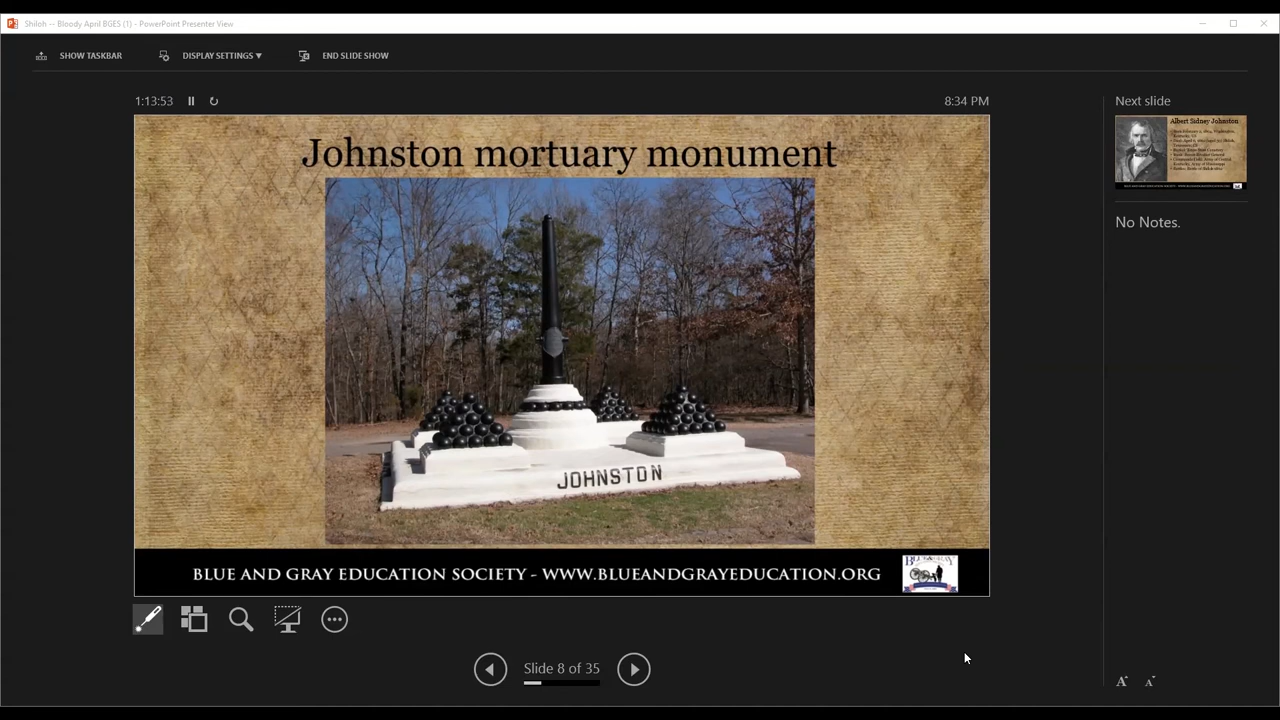 Shiloh -- Bloody April BGES (1) - PowerPoint Presenter View
SHOW TASKBAR
DISPLAY SETTINGS
END SLIDE SHOW
1:13:53
8:34 PM
Next slide
Johnston mortuary monument
Albert Sidney Johnston
JOHNSTON
No Notes.
BLUE AND GRAY EDUCATION SOCIETY - WWW.BLUEANDGRAYEDUCATION.ORG
BLUE & GRAY
Slide 8 of 35